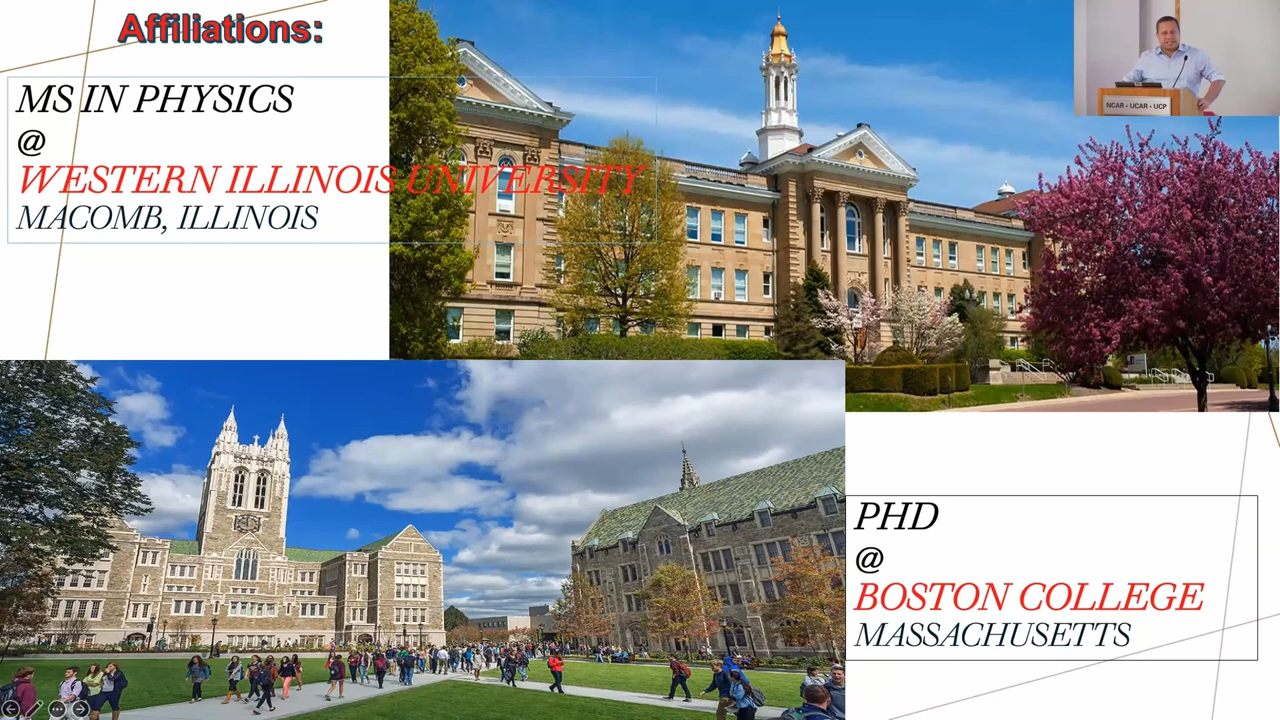 Affiliations:
MS IN PHYSICS
@
WESTERN ILLINOIS UNIVERSITY
MACOMB, ILLINOIS
NCAR • UCAR • UCP
PHD
@
BOSTON COLLEGE
MASSACHUSETTS